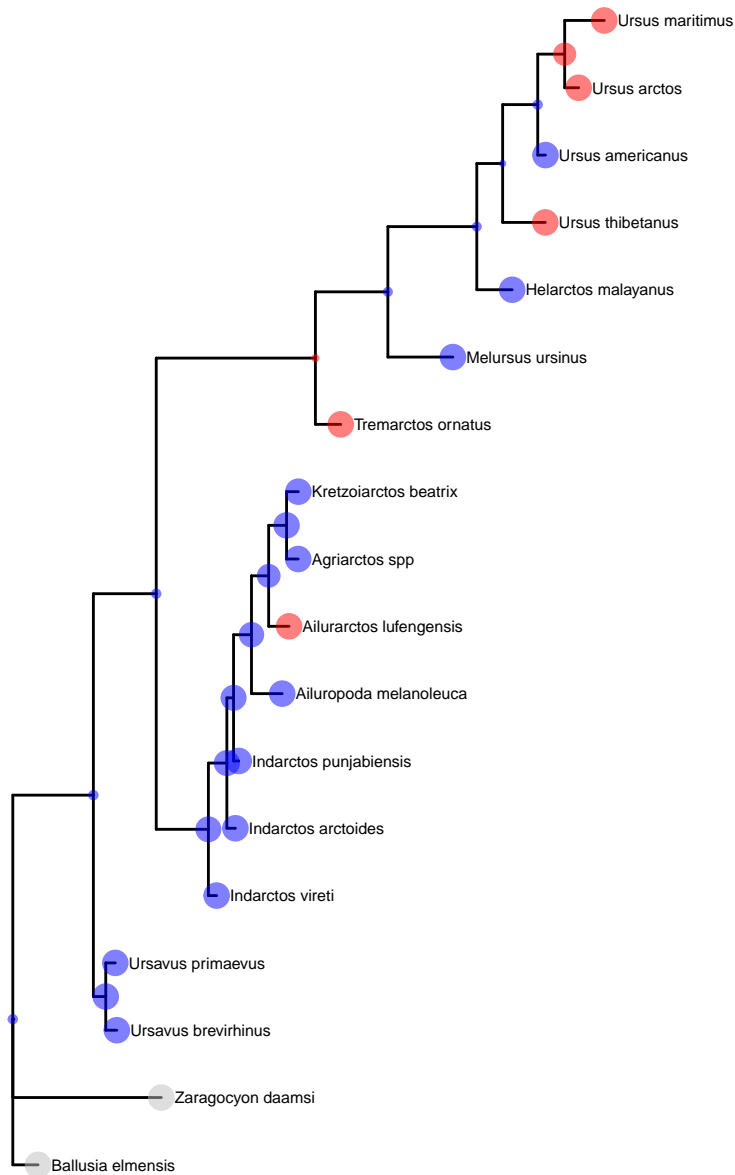 Ursus maritimus
Ursus arctos
Ursus americanus
Ursus thibetanus
Helarctos malayanus
Melursus ursinus
Tremarctos ornatus
Kretzoiarctos beatrix
Agriarctos spp
Ailurarctos lufengensis
Ailuropoda melanoleuca
Indarctos punjabiensis
Indarctos arctoides
Indarctos vireti
Ursavus primaevus
Ursavus brevirhinus
Zaragocyon daamsi
Ballusia elmensis